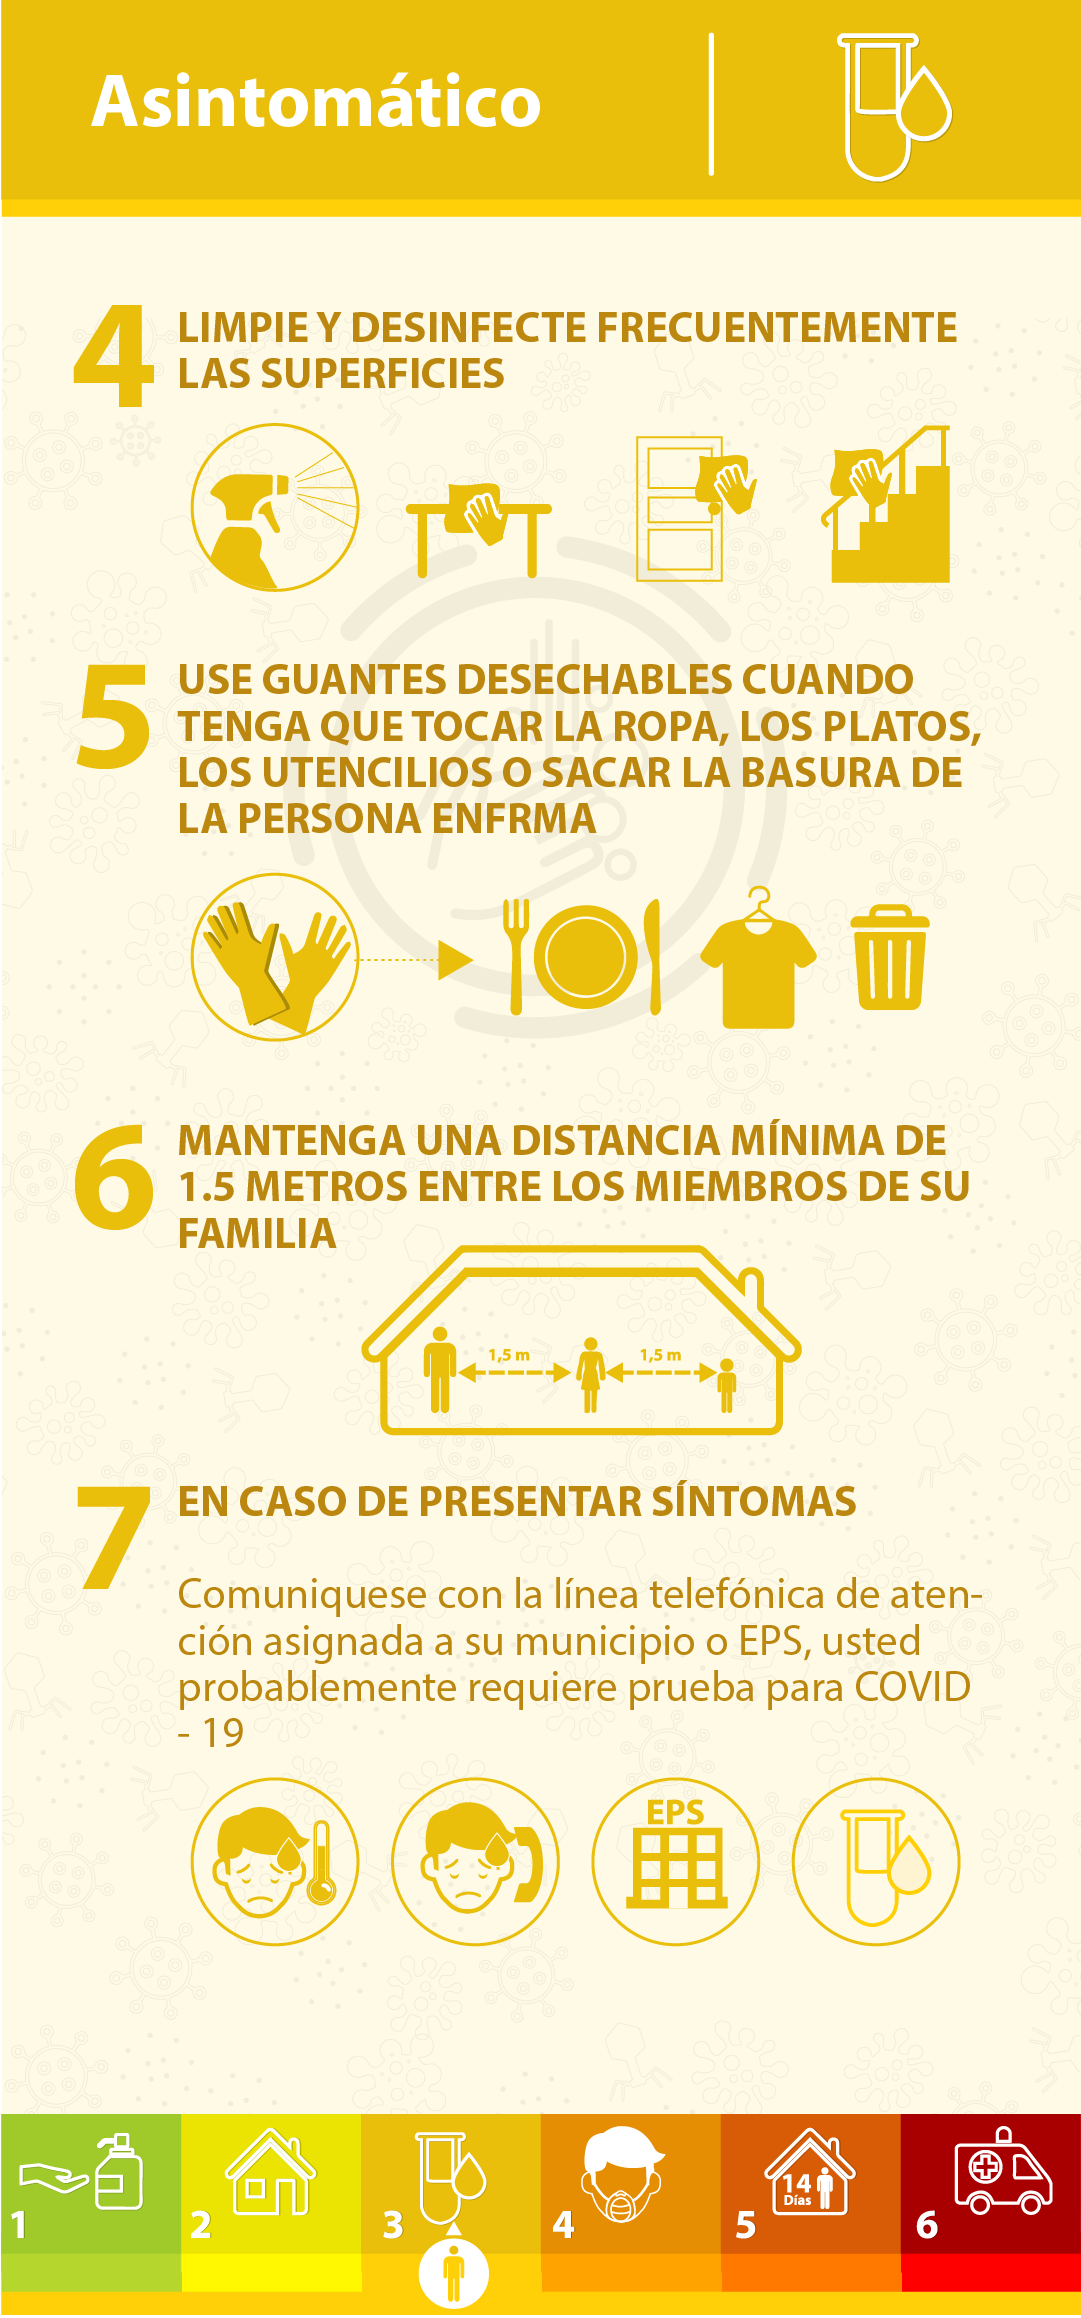 Asintomático
4
LIMPIE Y DESINFECTE FRECUENTEMENTE
LAS SUPERFICIES
5
USE GUANTES DESECHABLES CUANDO
TENGA QUE TOCAR LA ROPA, LOS PLATOS,
LOS UTENCILIOS O SACAR LA BASURA DE
LA PERSONA ENFRMA
6
MANTENGA UNA DISTANCIA MÍNIMA DE
1.5 METROS ENTRE LOS MIEMBROS DE SU
FAMILIA
1,5 m 1,5 m
7
EN CASO DE PRESENTAR SÍNTOMAS
Comuniquese con la línea telefónica de aten-
ción asignada a su municipio o EPS, usted
probablemente requiere prueba para COVID
- 19
EPS
14
Días
1 2 3 4 5 6